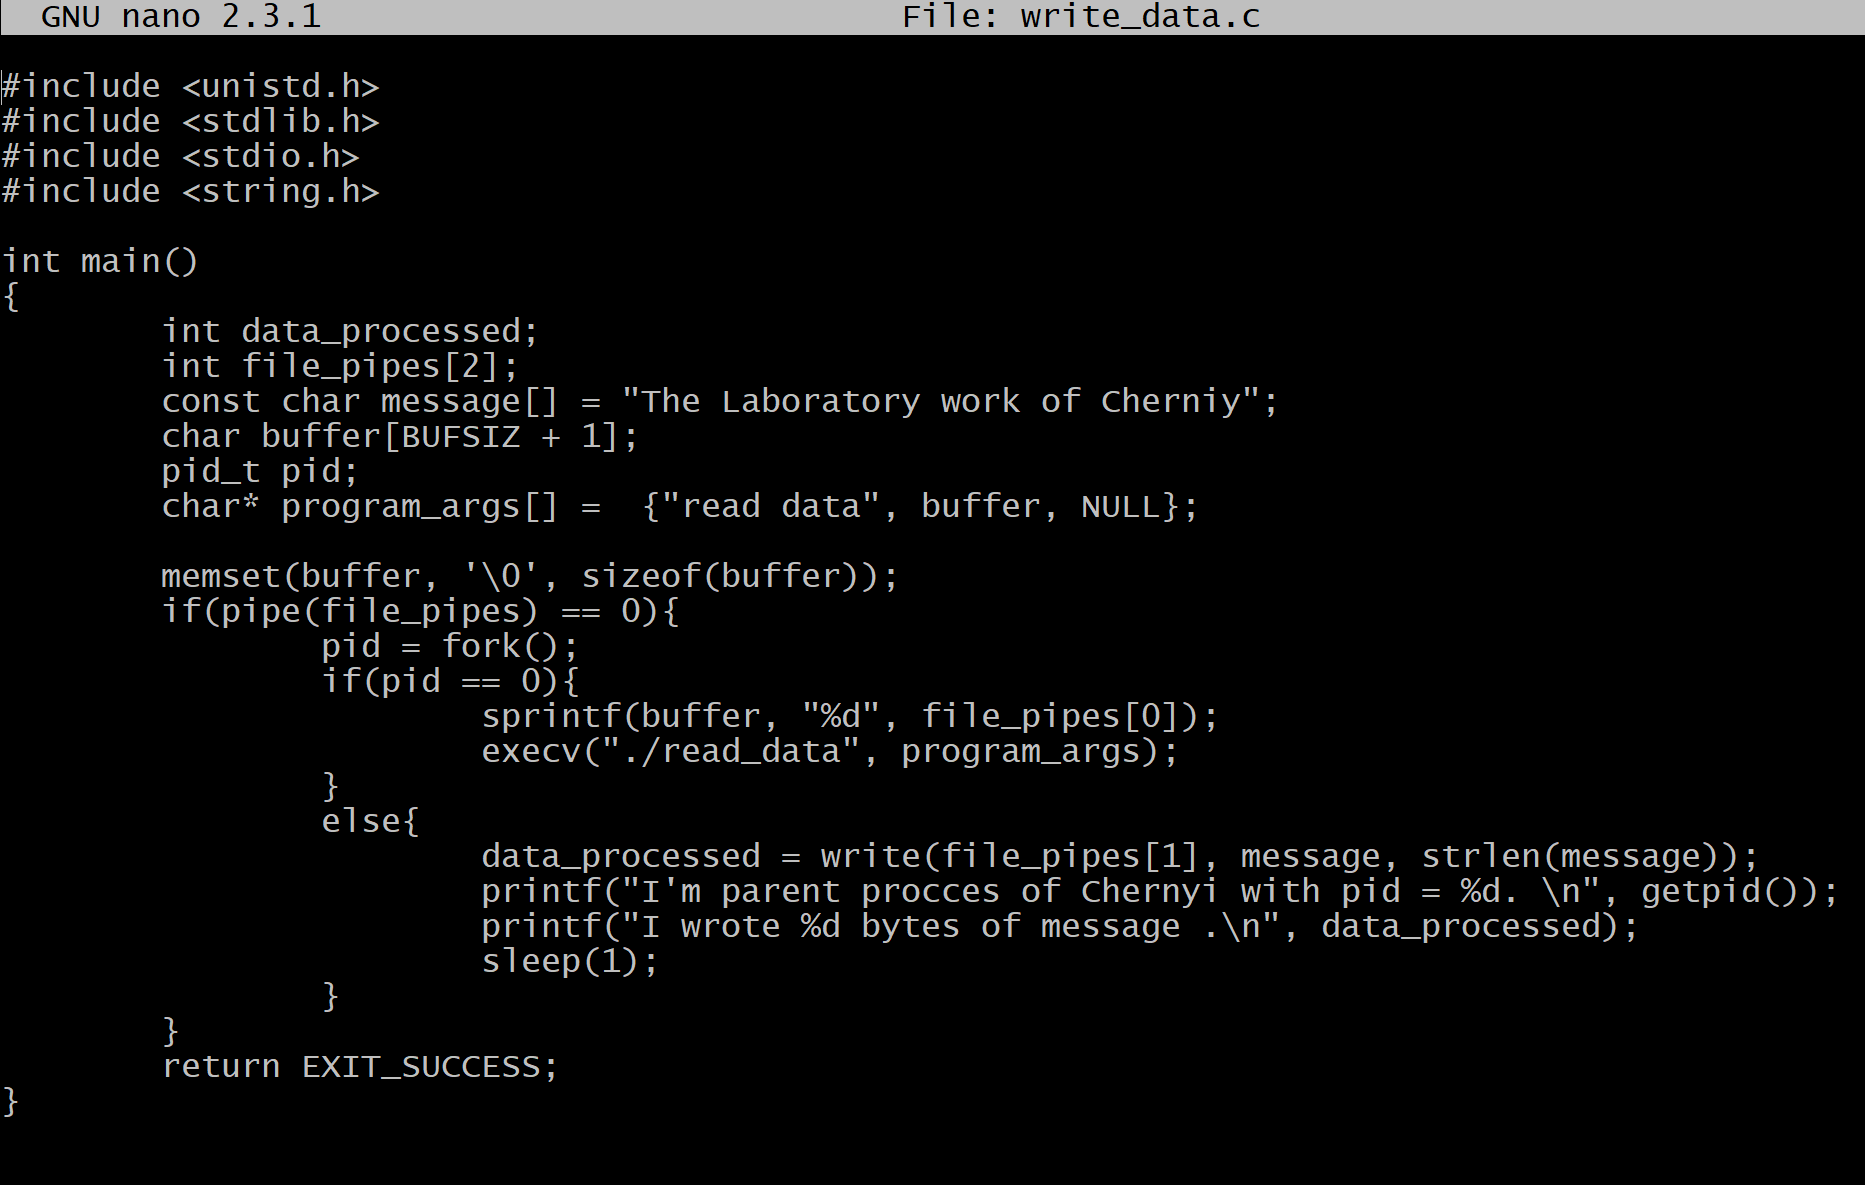 GNU nano 2.3.1 File: write_data.c
#include <unistd.h>
#include <stdlib.h>
#include <stdio.h>
#include <string.h>
int main()
{
int data_processed;
int file_pipes[2];
const char message[] = "The Laboratory work of Cherniy";
char buffer[BUFSIZ + 1];
pid_t pid;
char* program_args[] =  {"read data", buffer, NULL};
memset(buffer, '\0', sizeof(buffer));
if(pipe(file_pipes) == 0){
pid = fork();
if(pid == 0){
sprintf(buffer, "%d", file_pipes[0]);
execv("./read_data", program_args);
}
else{
data_processed = write(file_pipes[1], message, strlen(message));
printf("I'm parent procces of Chernyi with pid = %d. \n", getpid());
printf("I wrote %d bytes of message .\n", data_processed);
sleep(1);
}
}
return EXIT_SUCCESS;
}